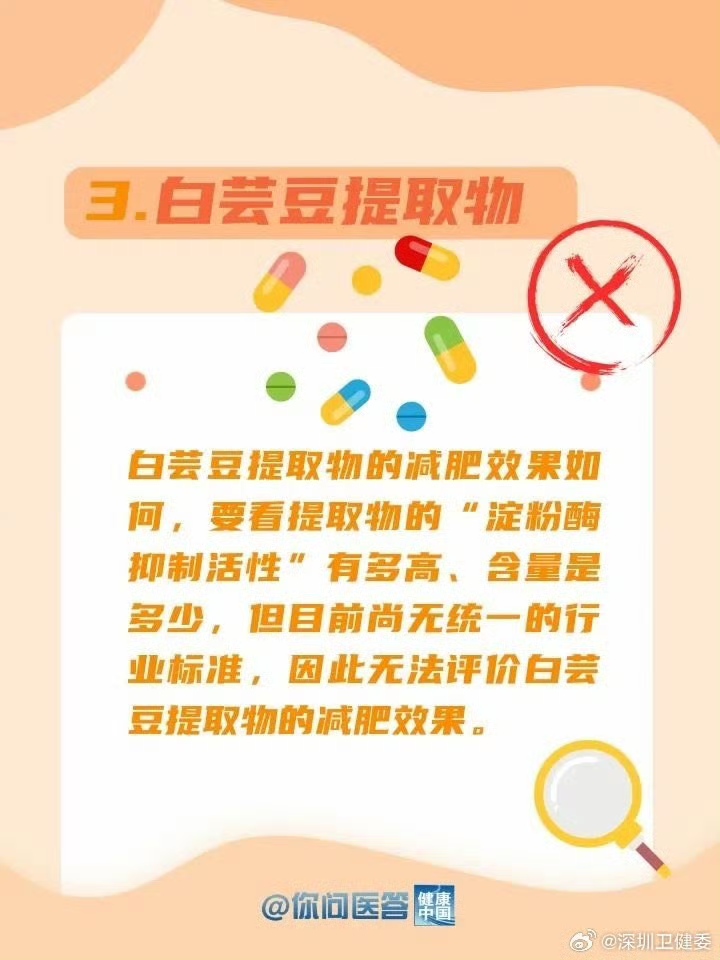 3.白芸豆提取物
白芸豆提取物的减肥效果如
何，要看提取物的“淀粉酶
抑制活性”有多高、含量是
多少，但目前尚无统一的行
业标准，因此无法评价白芸
豆提取物的减肥效果。
@你问医答 健康
中国
@深圳卫健委